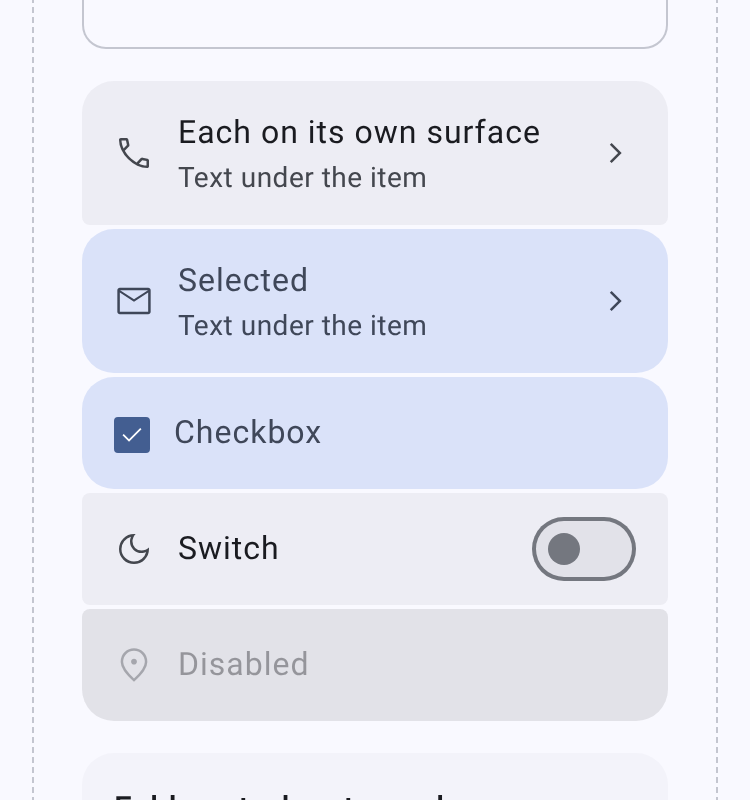 Each on its own surface
Text under the item
Selected
Text under the item
Checkbox
Switch
Disabled